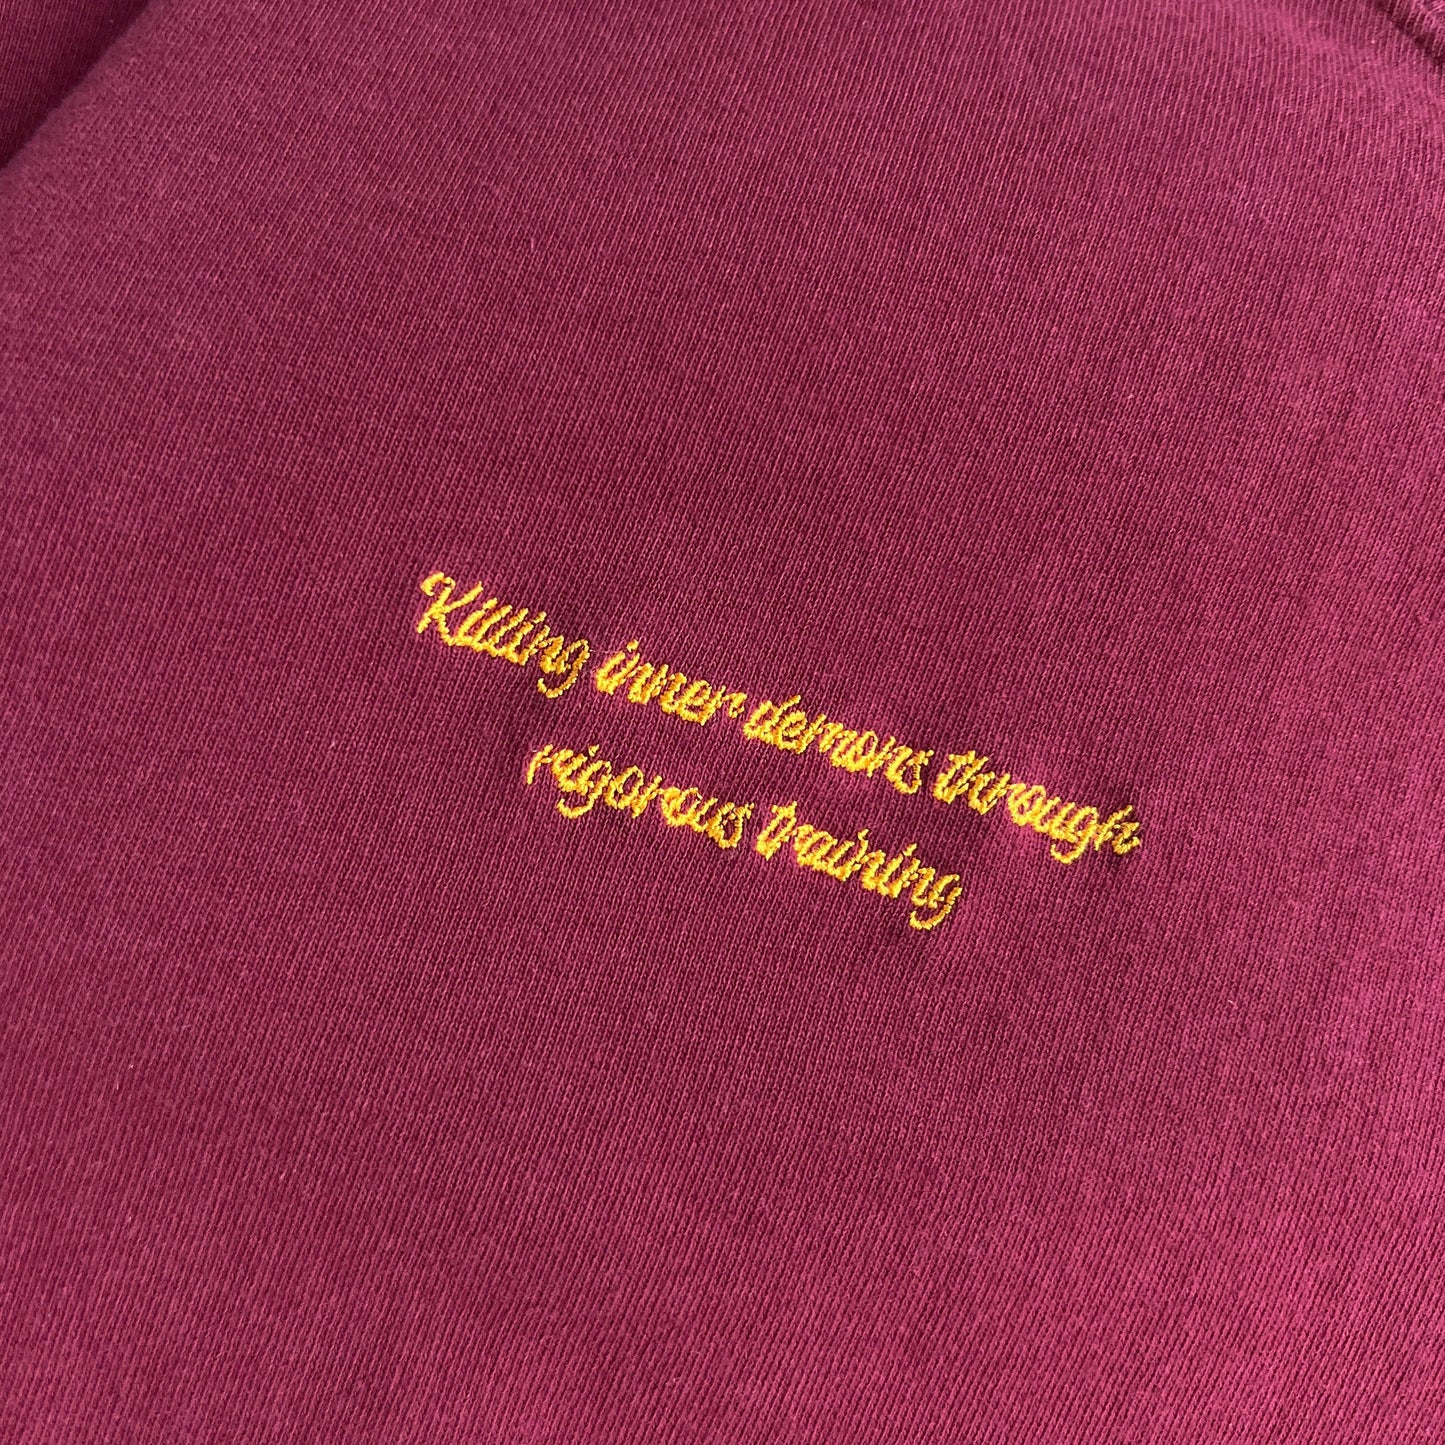 Killing inner demons through
rigorous training